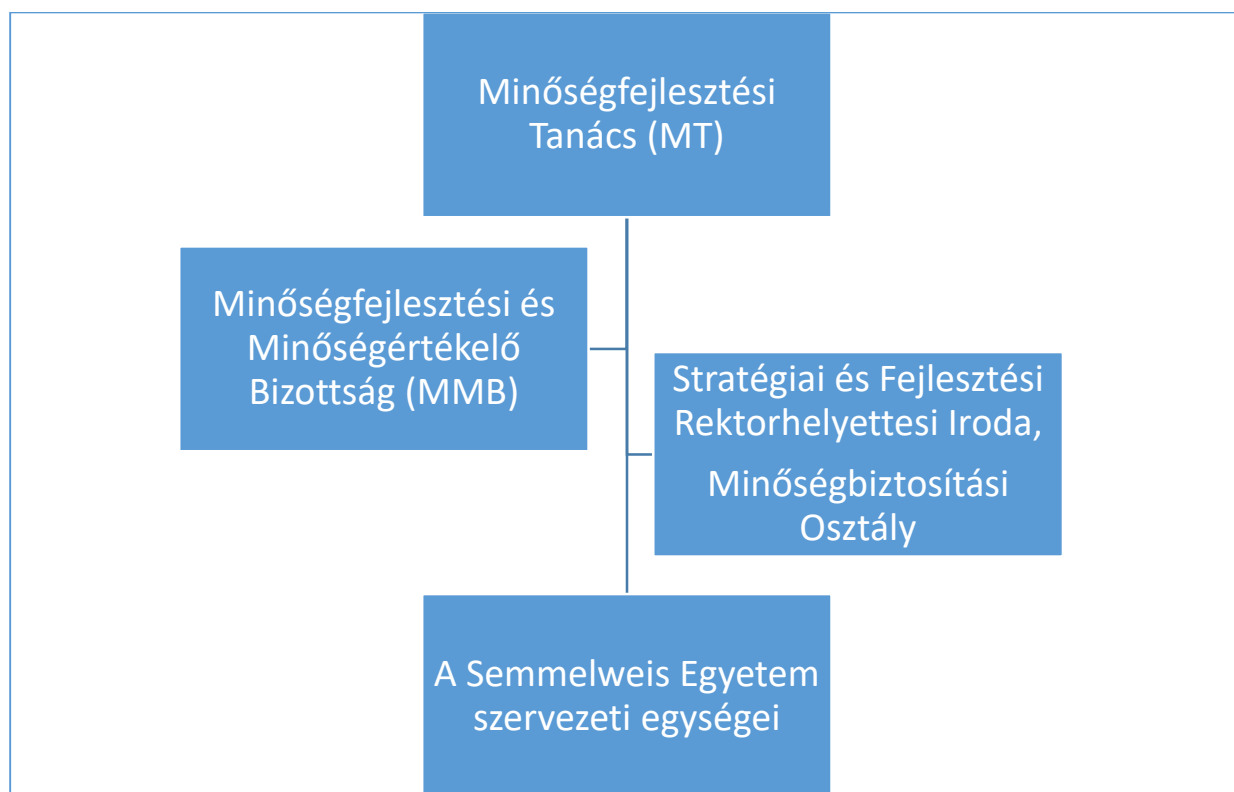 Minőségfejlesztési
Tanács (MT)
Minőségfejlesztési és
Minőségértékelő
Bizottság (MMB)
Stratégiai és Fejlesztési
Rektorhelyettesi Iroda,
Minőségbiztosítási
Osztály
A Semmelweis Egyetem
szervezeti egységei